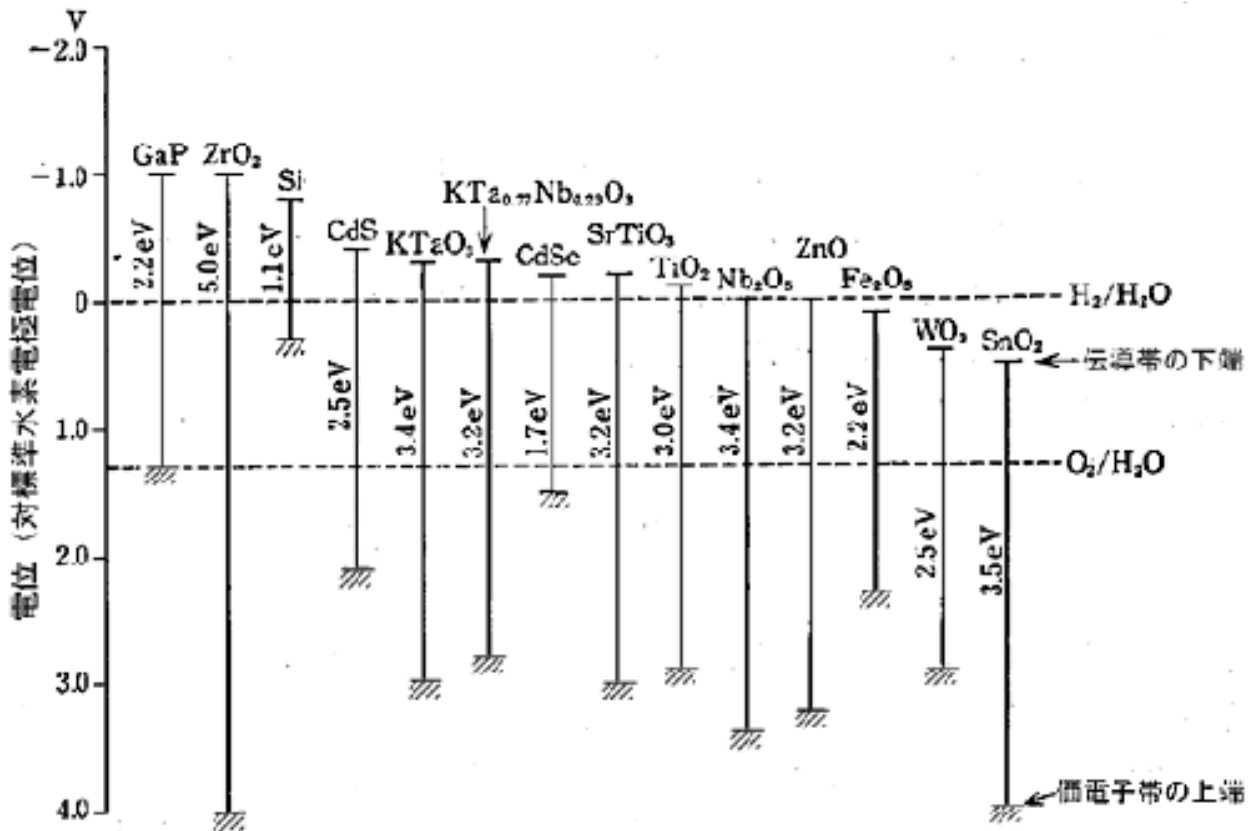 V
-2.0
-1.0
0
1.0
2.0
3.0
4.0
電位（対標準水素電極電位）
GaP
2.2eV
ZrO₂
5.0eV
Si
1.1eV
CdS
2.5eV
KTaO₃
3.4eV
KTa₀.₇₇Nb₀.₂₃O₃
3.2eV
CdSe
1.7eV
SrTiO₃
3.2eV
TiO₂
3.0eV
Nb₂O₅
3.4eV
ZnO
3.2eV
Fe₂O₃
2.2eV
WO₃
2.5eV
SnO₂
3.5eV
H₂/H₂O
伝導帯の下端
O₂/H₂O
価電子帯の上端